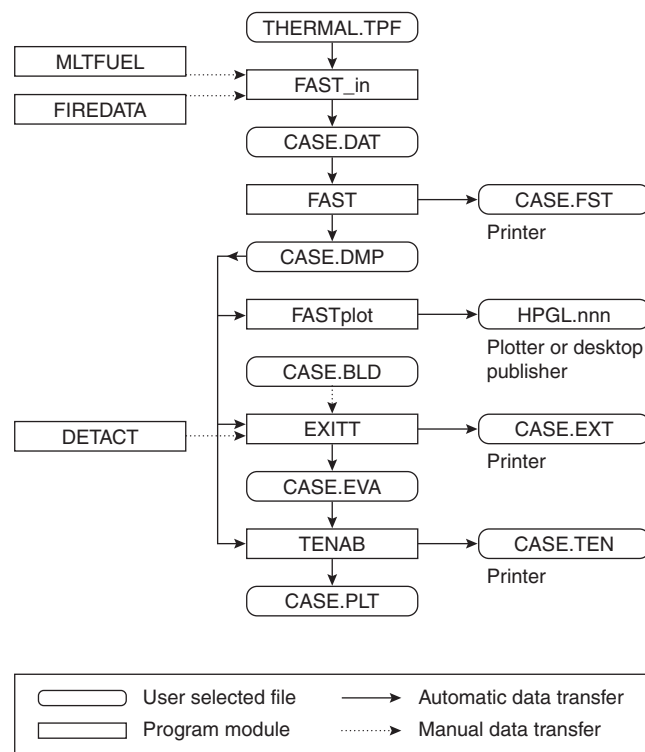 THERMAL.TPF
MLTFUEL
FAST_in
FIREDATA
CASE.DAT
FAST
CASE.FST
Printer
CASE.DMP
FASTplot
HPGL.nnn
Plotter or desktop
publisher
CASE.BLD
DETACT
EXITT
CASE.EXT
Printer
CASE.EVA
TENAB
CASE.TEN
Printer
CASE.PLT
User selected file
Automatic data transfer
Program module
Manual data transfer